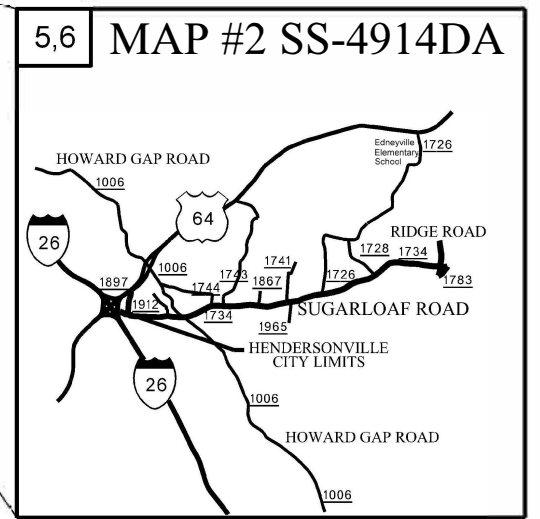 5,6
MAP #2 SS-4914DA
Edneyville
Elementary
School
1726
HOWARD GAP ROAD
1006
64
26
RIDGE ROAD
1728
1734
1741
1006
1743
1867
1726
1783
1897
1744
1912
1734
1965
SUGARLOAF ROAD
HENDERSONVILLE
CITY LIMITS
26
1006
HOWARD GAP ROAD
1006